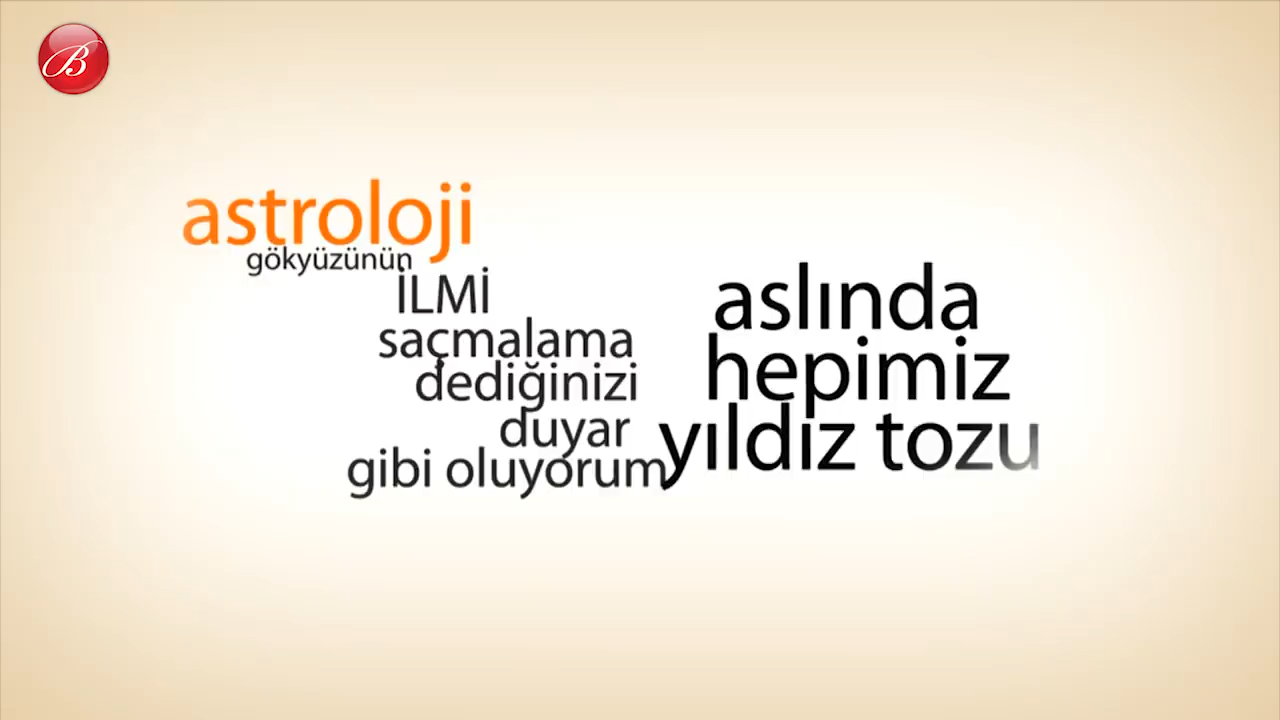 B
astroloji
gökyüzünün
İLMİ
saçmalama
dediğinizi
duyar
gibi oluyorum
aslında
hepimiz
yıldız tozu